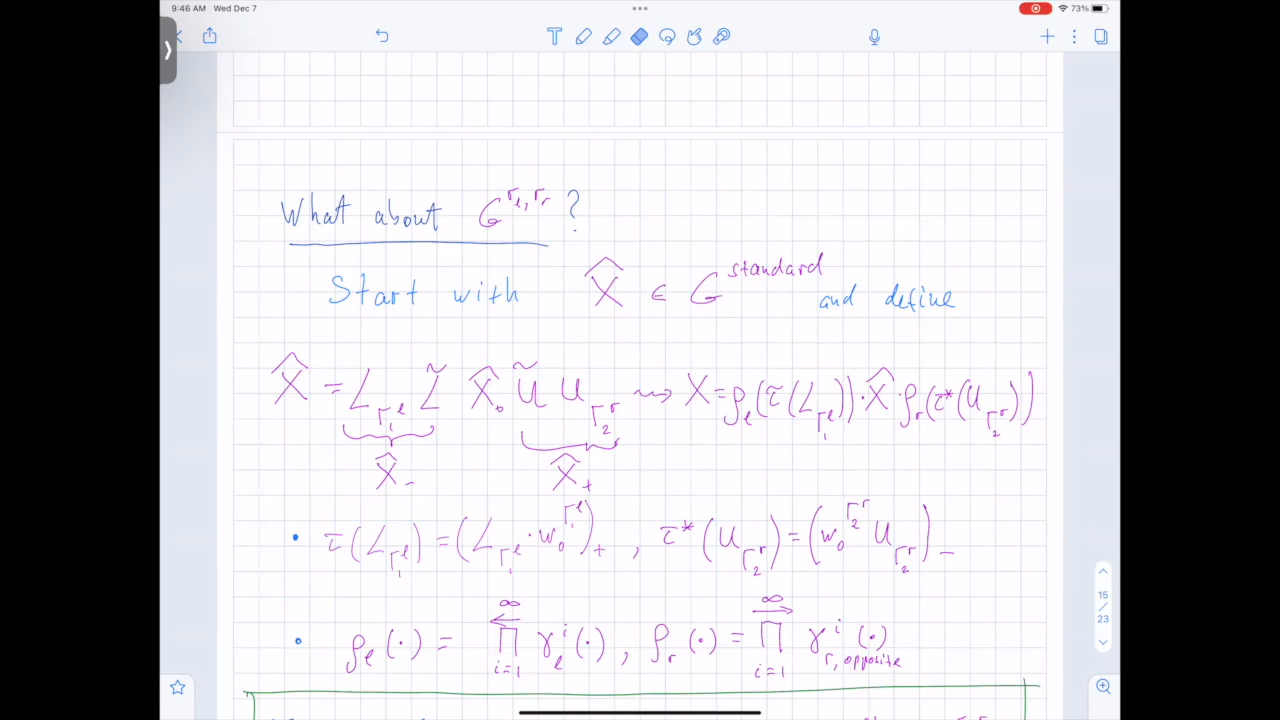 9:46 AM Wed Dec 7
73%
What about G^{Γ_l, Γ_r} ?
Start with X̂ ∈ G^{standard} and define
X̂ = L_{Γ_1^l} L̃ X̂_0 Ũ U_{Γ_2^r} ⇝ X = ρ_l(τ(L_{Γ_1^l})) · X̂ · ρ_r(τ*(U_{Γ_2^r}))
X̂_- X̂_+
• τ(L_{Γ_1^l}) = (L_{Γ_1^l} · w_0^{Γ_1^l})_+ , τ*(U_{Γ_2^r}) = (w_0^{Γ_2^r} U_{Γ_2^r})_-
• ρ_l(·) = ∏_{i=1}^{∞ ←} γ_l^i(·) , ρ_r(·) = ∏_{i=1}^{∞ →} γ_{r, opposite}^i(·)
15
/
23